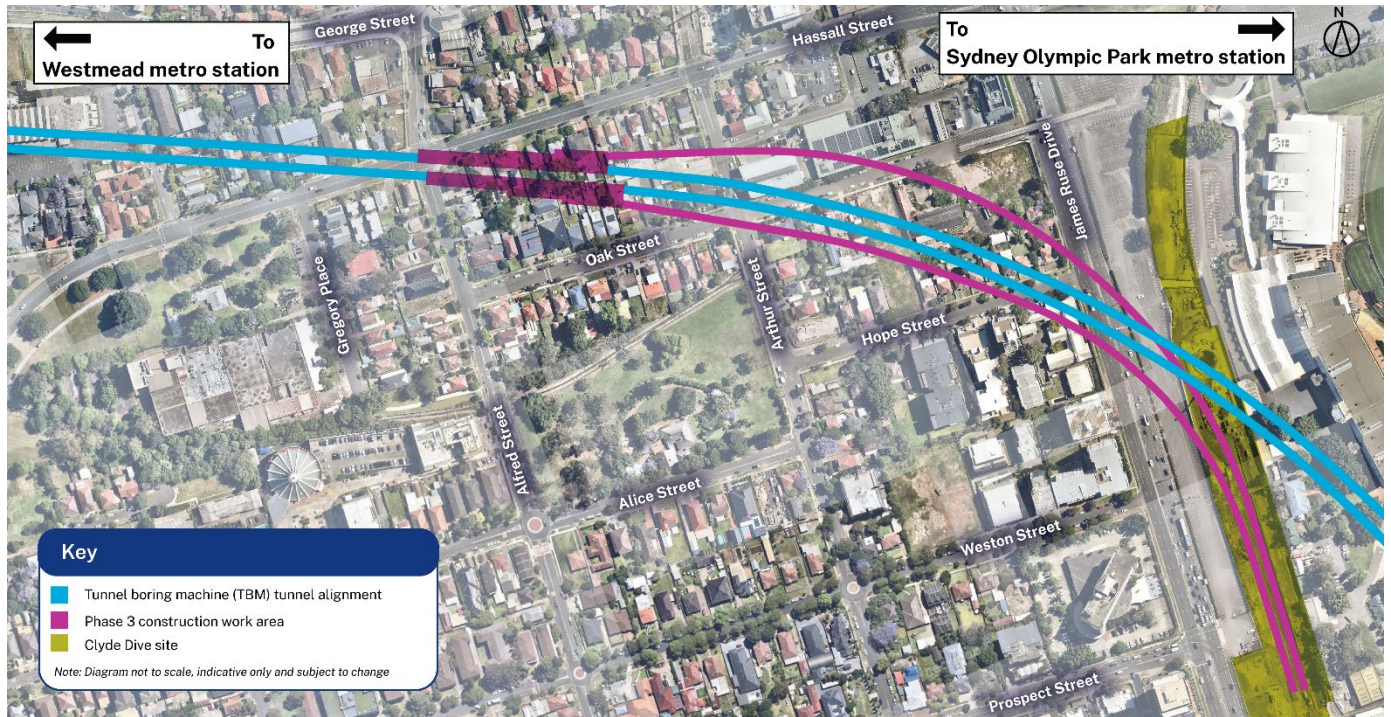 George Street
Hassall Street
To
Westmead metro station
To
Sydney Olympic Park metro station
N
James Ruse Drive
Oak Street
Gregory Place
Arthur Street
Hope Street
Alfred Street
Alice Street
Weston Street
Prospect Street
Key
Tunnel boring machine (TBM) tunnel alignment
Phase 3 construction work area
Clyde Dive site
Note: Diagram not to scale, indicative only and subject to change